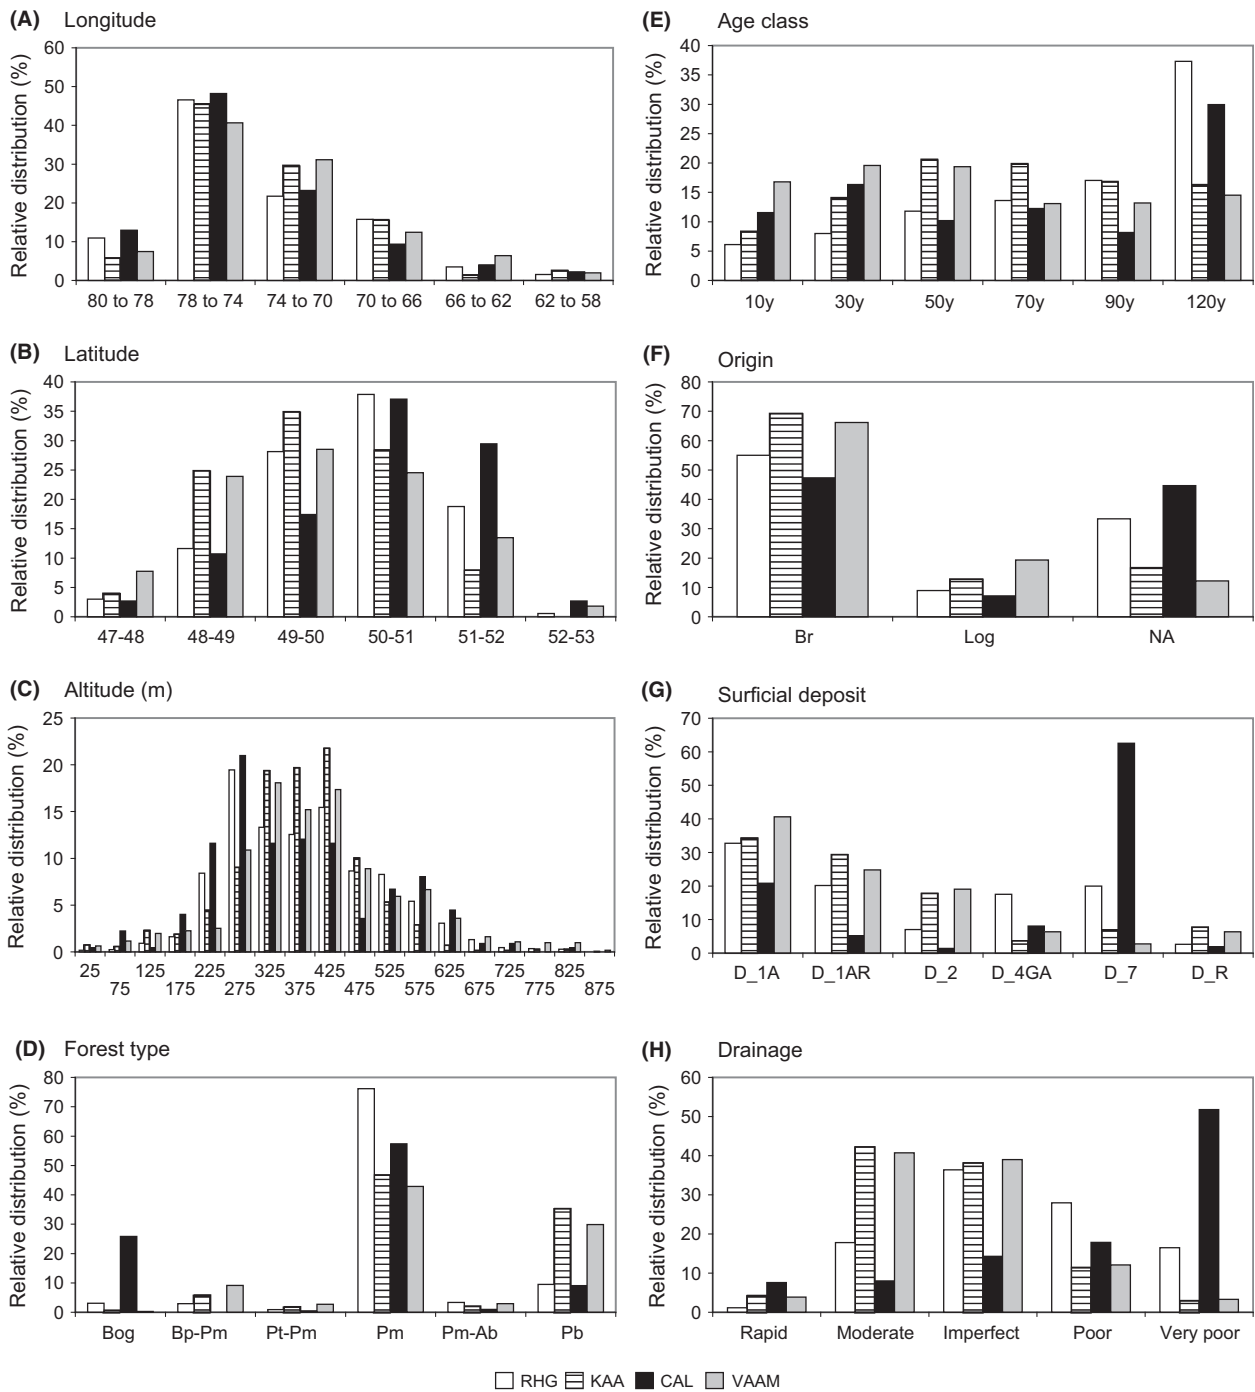 (A) Longitude
Relative distribution (%)
60
50
40
30
20
10
0
80 to 78 78 to 74 74 to 70 70 to 66 66 to 62 62 to 58
(B) Latitude
Relative distribution (%)
40
35
30
25
20
15
10
5
0
47-48 48-49 49-50 50-51 51-52 52-53
(C) Altitude (m)
Relative distribution (%)
25
20
15
10
5
0
25 125 225 325 425 525 625 725 825
75 175 275 375 475 575 675 775 875
(D) Forest type
Relative distribution (%)
80
70
60
50
40
30
20
10
0
Bog Bp-Pm Pt-Pm Pm Pm-Ab Pb
(E) Age class
Relative distribution (%)
40
35
30
25
20
15
10
5
0
10y 30y 50y 70y 90y 120y
(F) Origin
Relative distribution (%)
80
70
60
50
40
30
20
10
0
Br Log NA
(G) Surficial deposit
Relative distribution (%)
70
60
50
40
30
20
10
0
D_1A D_1AR D_2 D_4GA D_7 D_R
(H) Drainage
Relative distribution (%)
60
50
40
30
20
10
0
Rapid Moderate Imperfect Poor Very poor
RHG KAA CAL VAAM